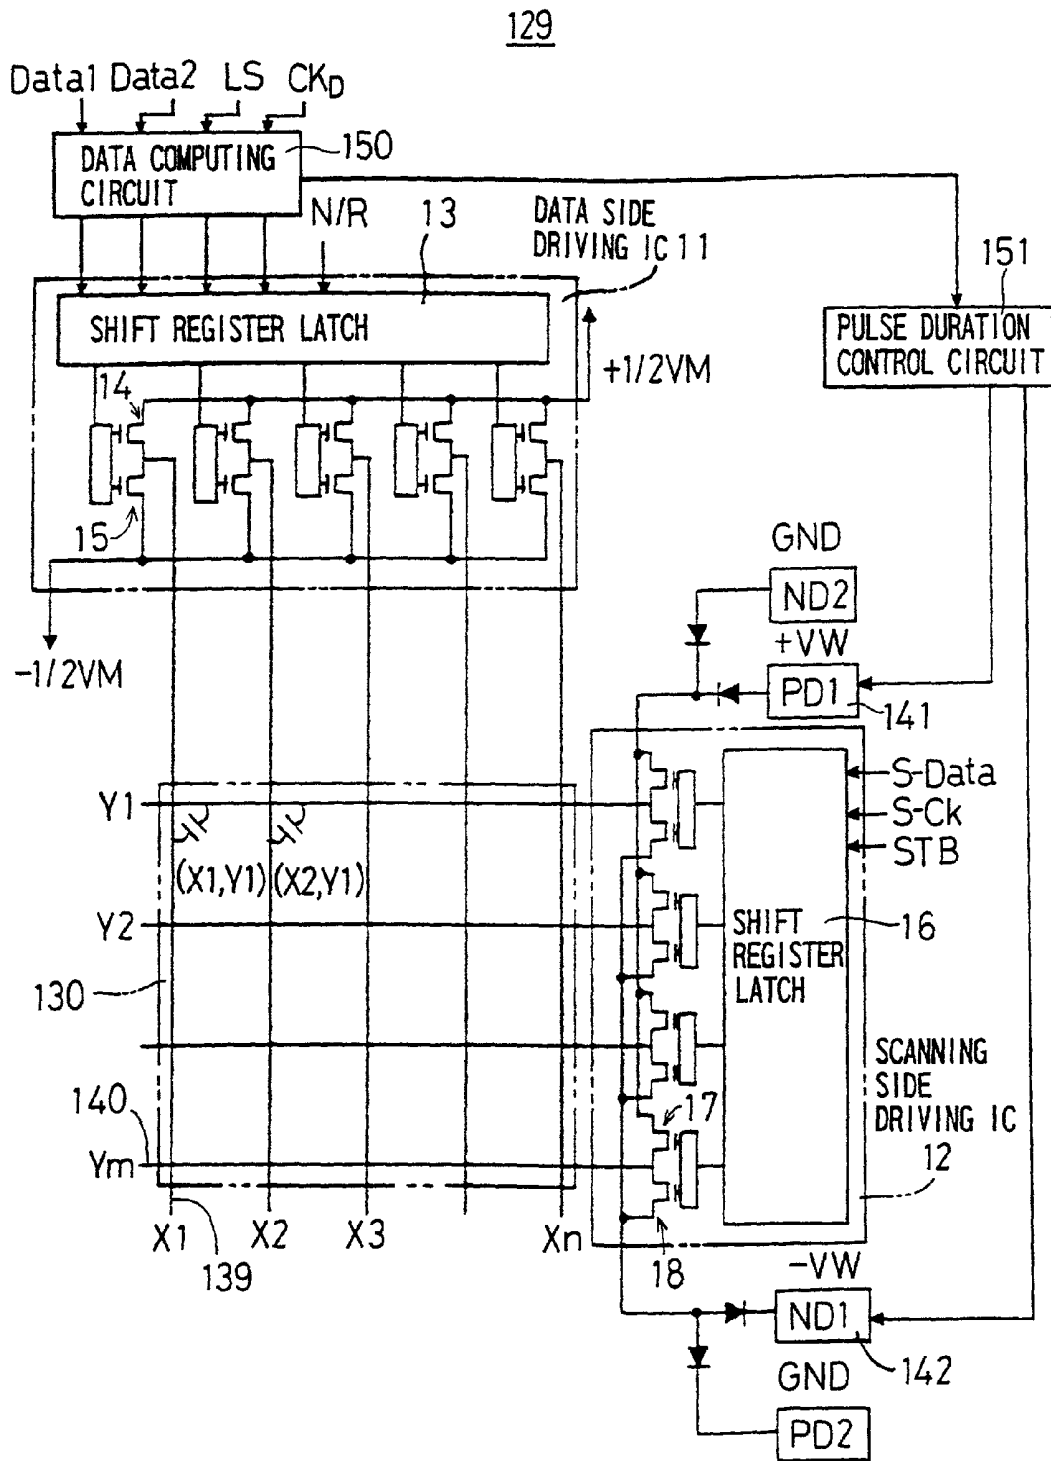 129
Data1 Data2 LS CKD
DATA COMPUTING
CIRCUIT
150
N/R
13
DATA SIDE
DRIVING IC 11
151
SHIFT REGISTER LATCH
PULSE DURATION
CONTROL CIRCUIT
+1/2VM
14
15
GND
ND2
-1/2VM
+VW
PD1
141
Y1
S-Data
S-Ck
STB
(X1,Y1) (X2,Y1)
Y2
SHIFT
REGISTER
LATCH
16
130
SCANNING
SIDE
DRIVING IC
12
17
140
Ym
X1 X2 X3 Xn
139
18
-VW
ND1
142
GND
PD2